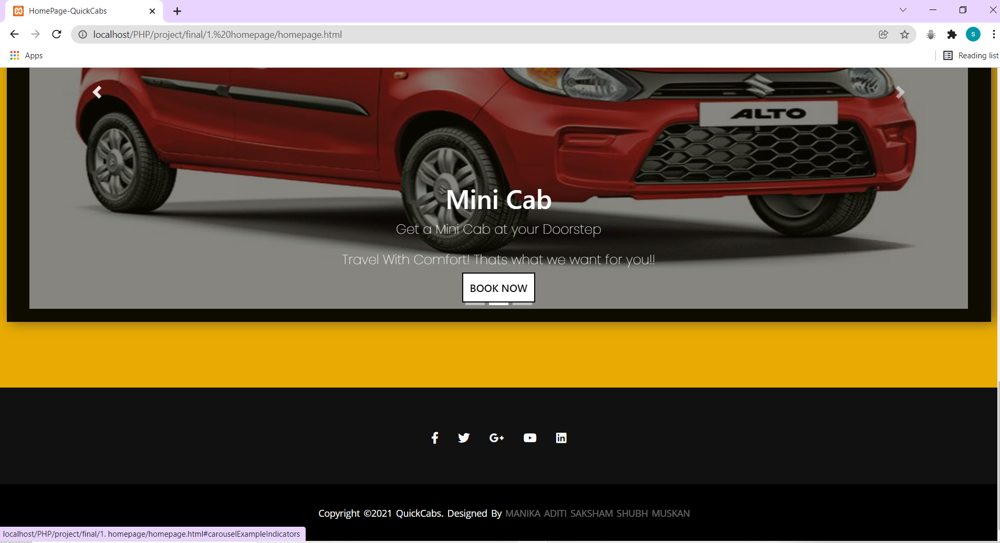 HomePage-QuickCabs
localhost/PHP/project/final/1.%20homepage/homepage.html
S
Apps
Reading list
ALTO
Mini Cab
Get a Mini Cab at your Doorstep
Travel With Comfort! Thats what we want for you!!
BOOK NOW
Copyright ©2021 QuickCabs. Designed By MANIKA ADITI SAKSHAM SHUBH MUSKAN
localhost/PHP/project/final/1. homepage/homepage.html#carouselExampleIndicators